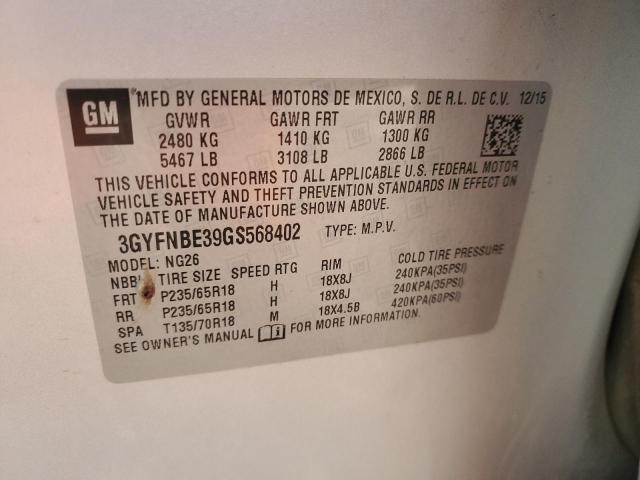 GM
MFD BY GENERAL MOTORS DE MEXICO, S. DE R.L. DE C.V. 12/15
GVWR GAWR FRT GAWR RR
2480 KG 1410 KG 1300 KG
5467 LB 3108 LB 2866 LB
THIS VEHICLE CONFORMS TO ALL APPLICABLE U.S. FEDERAL MOTOR
VEHICLE SAFETY AND THEFT PREVENTION STANDARDS IN EFFECT ON
THE DATE OF MANUFACTURE SHOWN ABOVE.
3GYFNBE39GS568402 TYPE: M.P.V.
MODEL: NG26
NBB TIRE SIZE SPEED RTG RIM COLD TIRE PRESSURE
FRT P235/65R18 H 18X8J 240KPA(35PSI)
RR P235/65R18 H 18X8J 240KPA(35PSI)
SPA T135/70R18 M 18X4.5B 420KPA(60PSI)
SEE OWNER'S MANUAL FOR MORE INFORMATION.